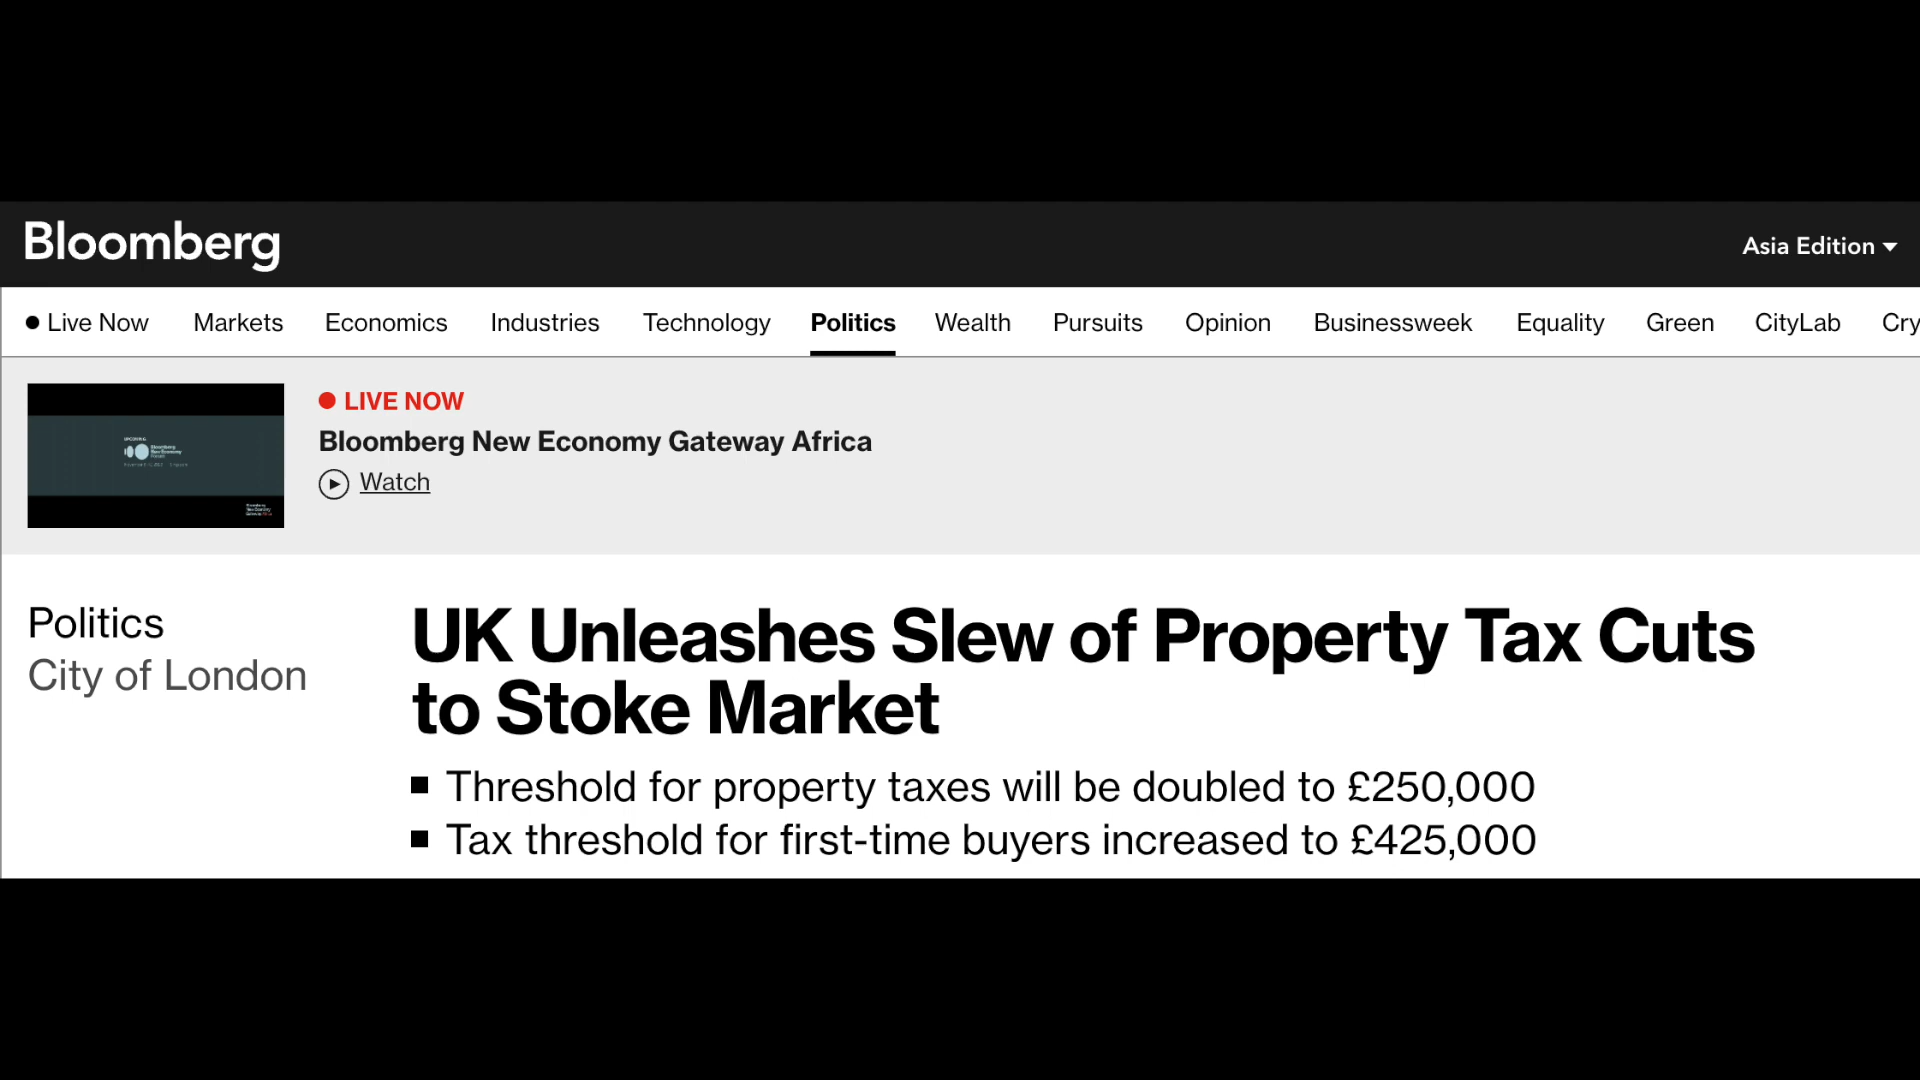 Bloomberg
Asia Edition
Live Now Markets Economics Industries Technology Politics Wealth Pursuits Opinion Businessweek Equality Green CityLab Cry
LIVE NOW
Bloomberg New Economy Gateway Africa
Watch
Politics
City of London
UK Unleashes Slew of Property Tax Cuts
to Stoke Market
Threshold for property taxes will be doubled to £250,000
Tax threshold for first-time buyers increased to £425,000